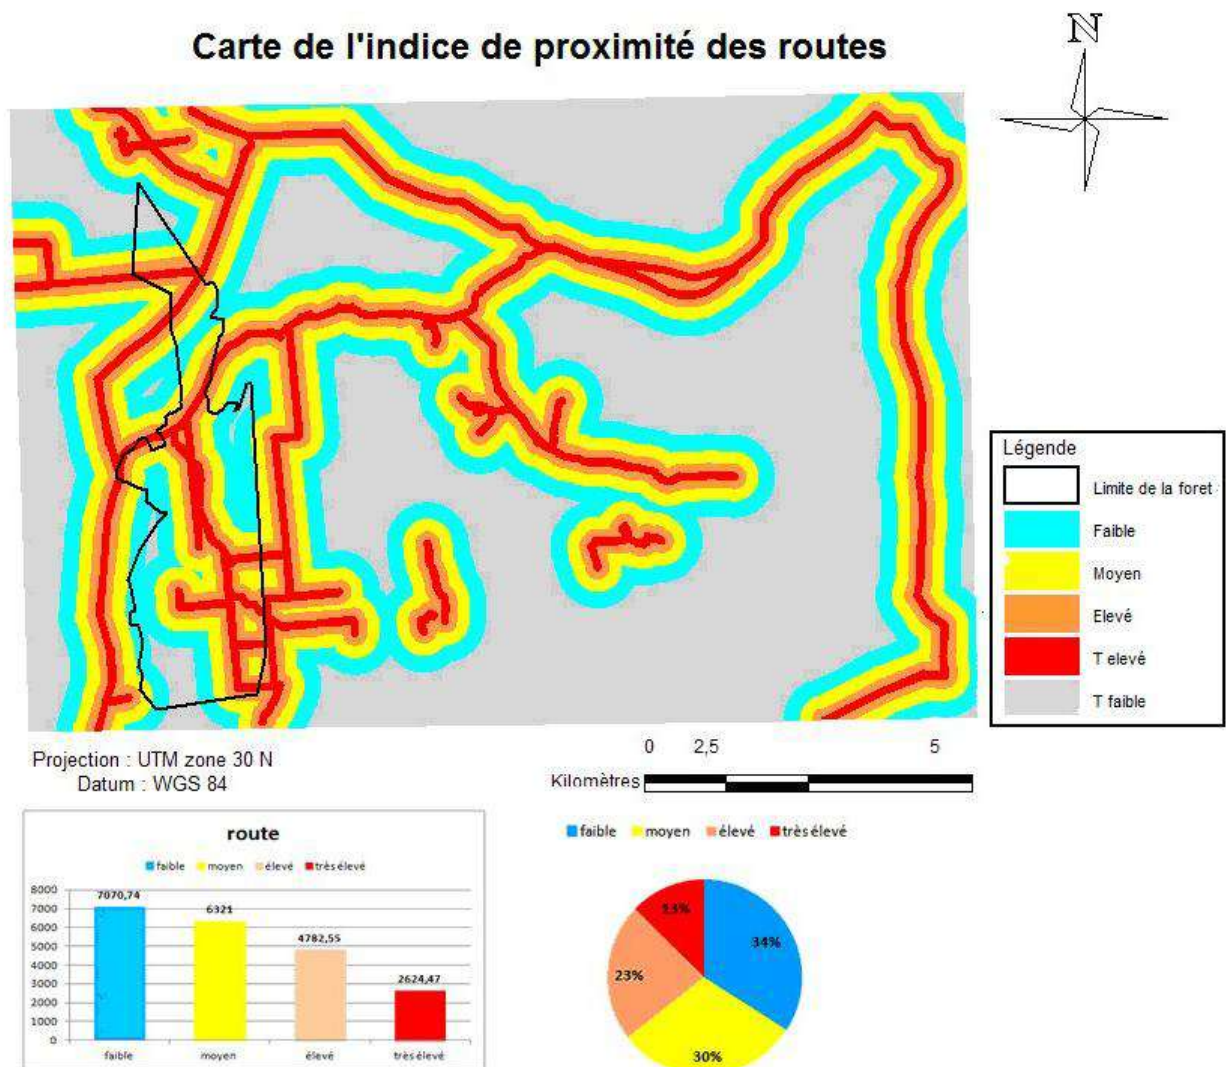 Carte de l'indice de proximité des routes
N
Légende
Limite de la foret
Faible
Moyen
Elevé
T elevé
T faible
Projection : UTM zone 30 N
Datum : WGS 84
0 2,5 5
Kilomètres
route
faible moyen élevé très élevé
8000
7000
6000
5000
4000
3000
2000
1000
0
7070,74
6321
4782,55
2624,47
faible moyen élevé très élevé
faible moyen élevé très élevé
13%
34%
23%
30%